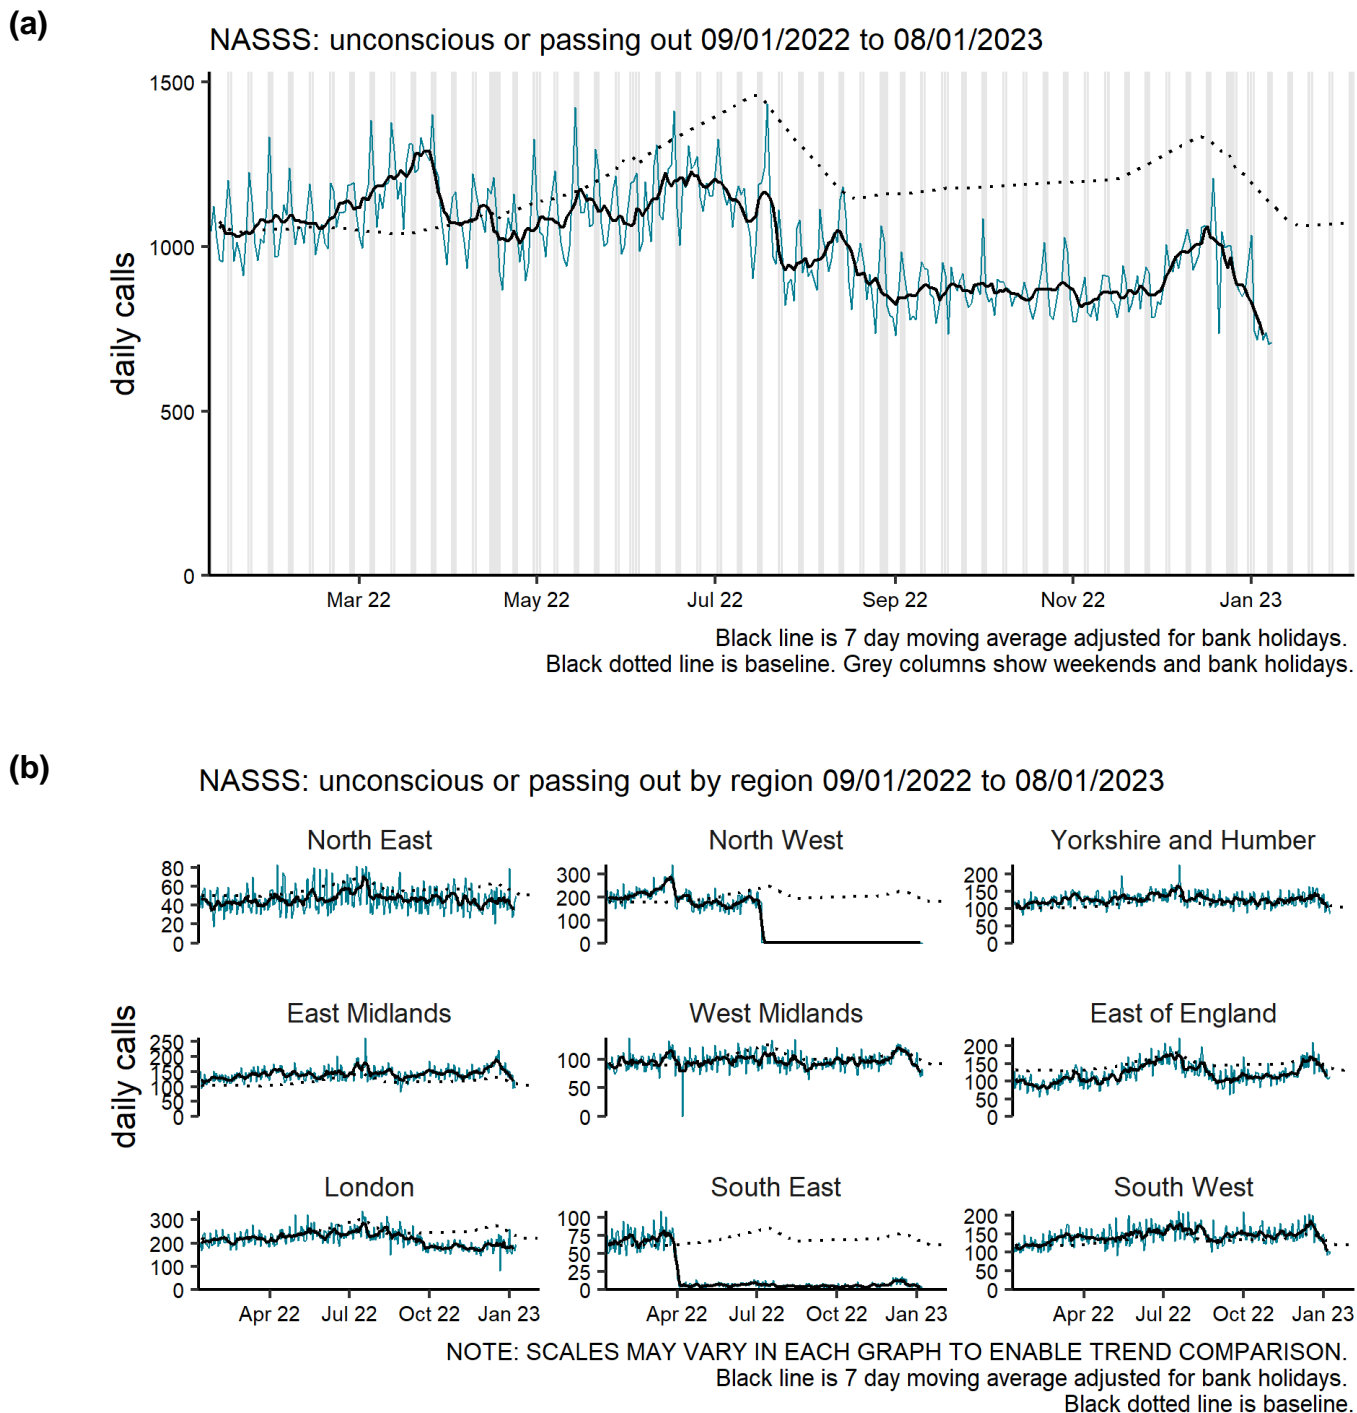 (a)
NASSS: unconscious or passing out 09/01/2022 to 08/01/2023
1500
1000
500
0
daily calls
Mar 22 May 22 Jul 22 Sep 22 Nov 22 Jan 23
Black line is 7 day moving average adjusted for bank holidays.
Black dotted line is baseline. Grey columns show weekends and bank holidays.
(b)
NASSS: unconscious or passing out by region 09/01/2022 to 08/01/2023
daily calls
North East
80
60
40
20
0
North West
300
200
100
0
Yorkshire and Humber
200
150
100
50
0
East Midlands
250
200
150
100
50
0
West Midlands
100
50
0
East of England
200
150
100
50
0
London
300
200
100
0
South East
100
75
50
25
0
South West
200
150
100
50
0
Apr 22 Jul 22 Oct 22 Jan 23
Apr 22 Jul 22 Oct 22 Jan 23
Apr 22 Jul 22 Oct 22 Jan 23
NOTE: SCALES MAY VARY IN EACH GRAPH TO ENABLE TREND COMPARISON.
Black line is 7 day moving average adjusted for bank holidays.
Black dotted line is baseline.